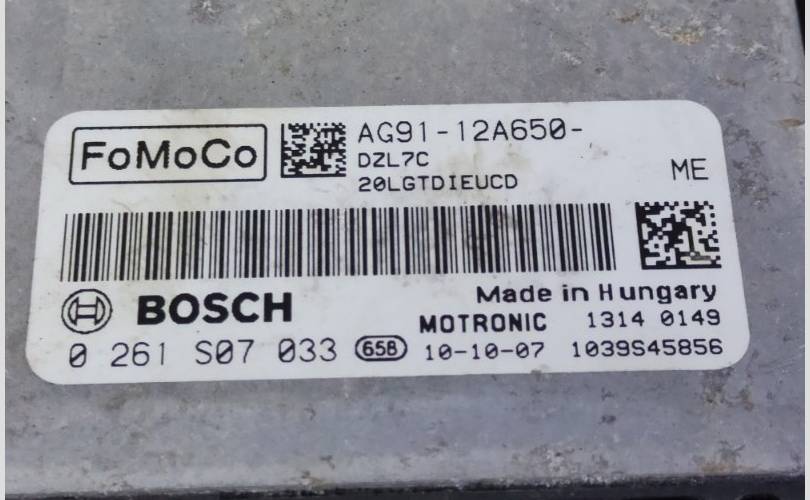 FoMoCo
AG91-12A650-
DZL7C
20LGTDIEUCD
ME
BOSCH
Made in Hungary
MOTRONIC 1314 0149
0 261 S07 033 65B 10-10-07 1039S45856